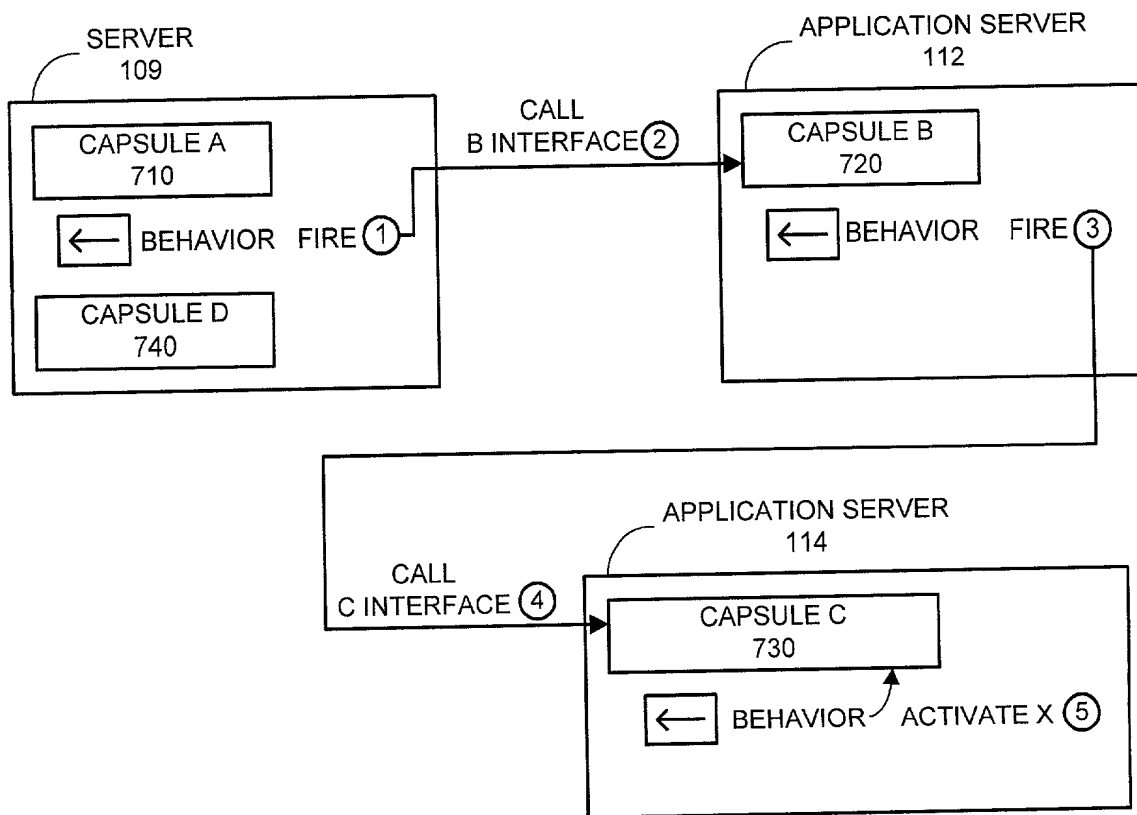 SERVER
109
APPLICATION SERVER
112
CAPSULE A
710
CALL
B INTERFACE 2
CAPSULE B
720
BEHAVIOR FIRE 1
BEHAVIOR FIRE 3
CAPSULE D
740
APPLICATION SERVER
114
CALL
C INTERFACE 4
CAPSULE C
730
BEHAVIOR ACTIVATE X 5